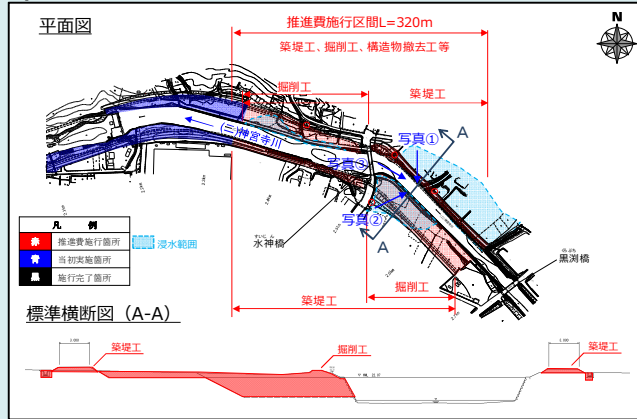 平面図
推進費施行区間L=320m
築堤工、掘削工、構造物撤去工等
N
掘削工
築堤工
A
写真①
(二)神宮寺川
写真③
写真②
A
すいじん
水神橋
くろぶち
黒渕橋
凡 例
赤 推進費施行箇所
青 当初実施箇所
黒 施行完了箇所
浸水範囲
掘削工
築堤工
標準横断図（A-A）
築堤工
掘削工
築堤工